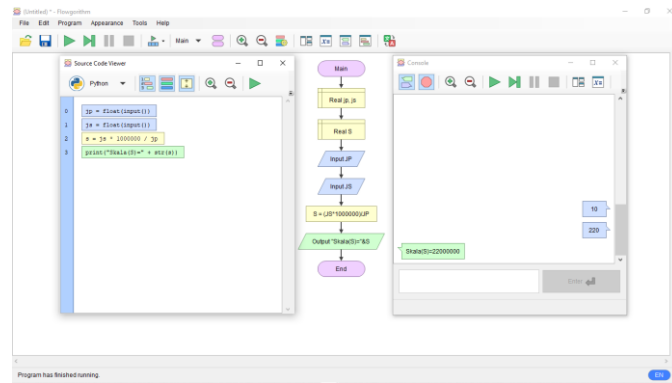 (Untitled) * - Flowgorithm
File Edit Program Appearance Tools Help
Main
Source Code Viewer
Python
0 jp = float(input())
1 js = float(input())
2 s = js * 1000000 / jp
3 print("Skala(S)=" + str(s))
Main
Real jp, js
Real S
Input JP
Input JS
S = (JS*1000000)/JP
Output "Skala(S)="&S
End
Console
10
220
Skala(S)=22000000
Enter
Program has finished running.
EN